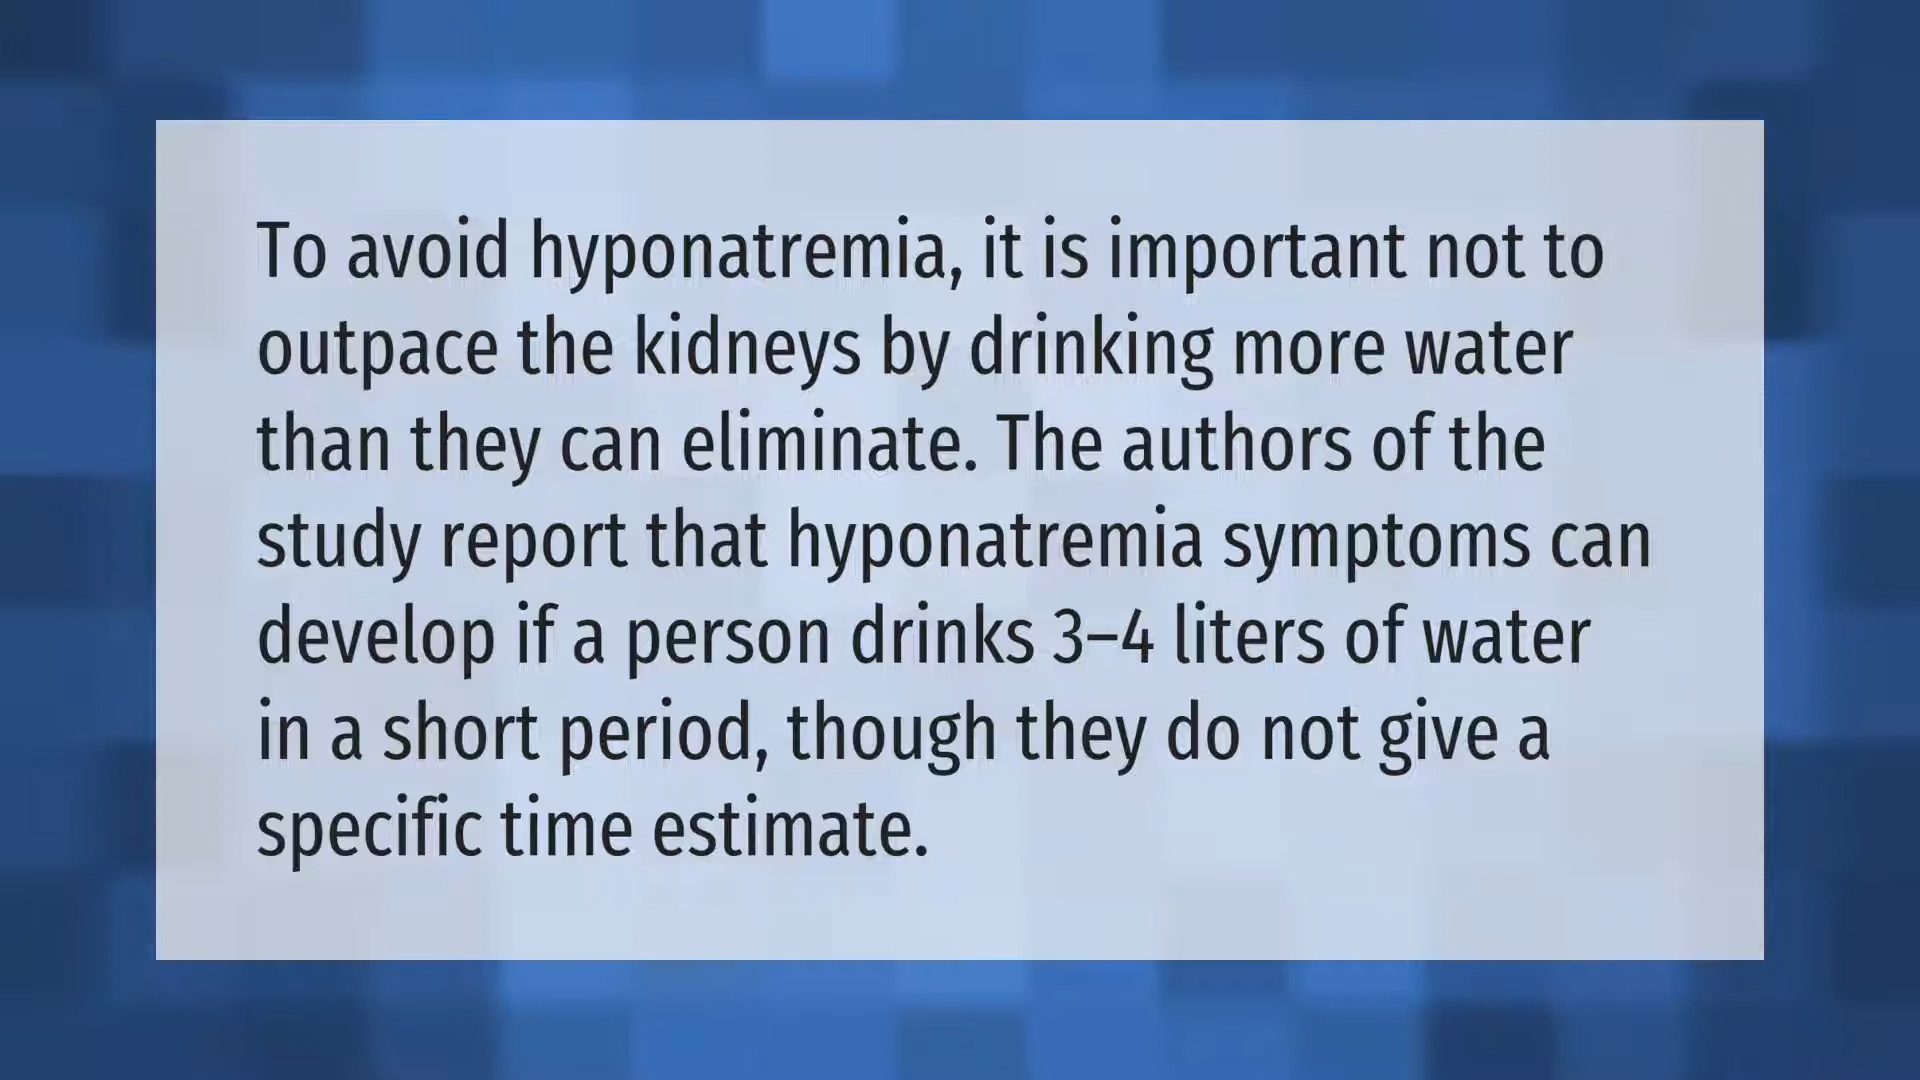 To avoid hyponatremia, it is important not to
outpace the kidneys by drinking more water
than they can eliminate. The authors of the
study report that hyponatremia symptoms can
develop if a person drinks 3–4 liters of water
in a short period, though they do not give a
specific time estimate.